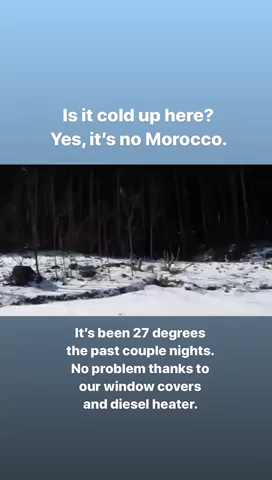 Is it cold up here?
Yes, it's no Morocco.
It's been 27 degrees
the past couple nights.
No problem thanks to
our window covers
and diesel heater.